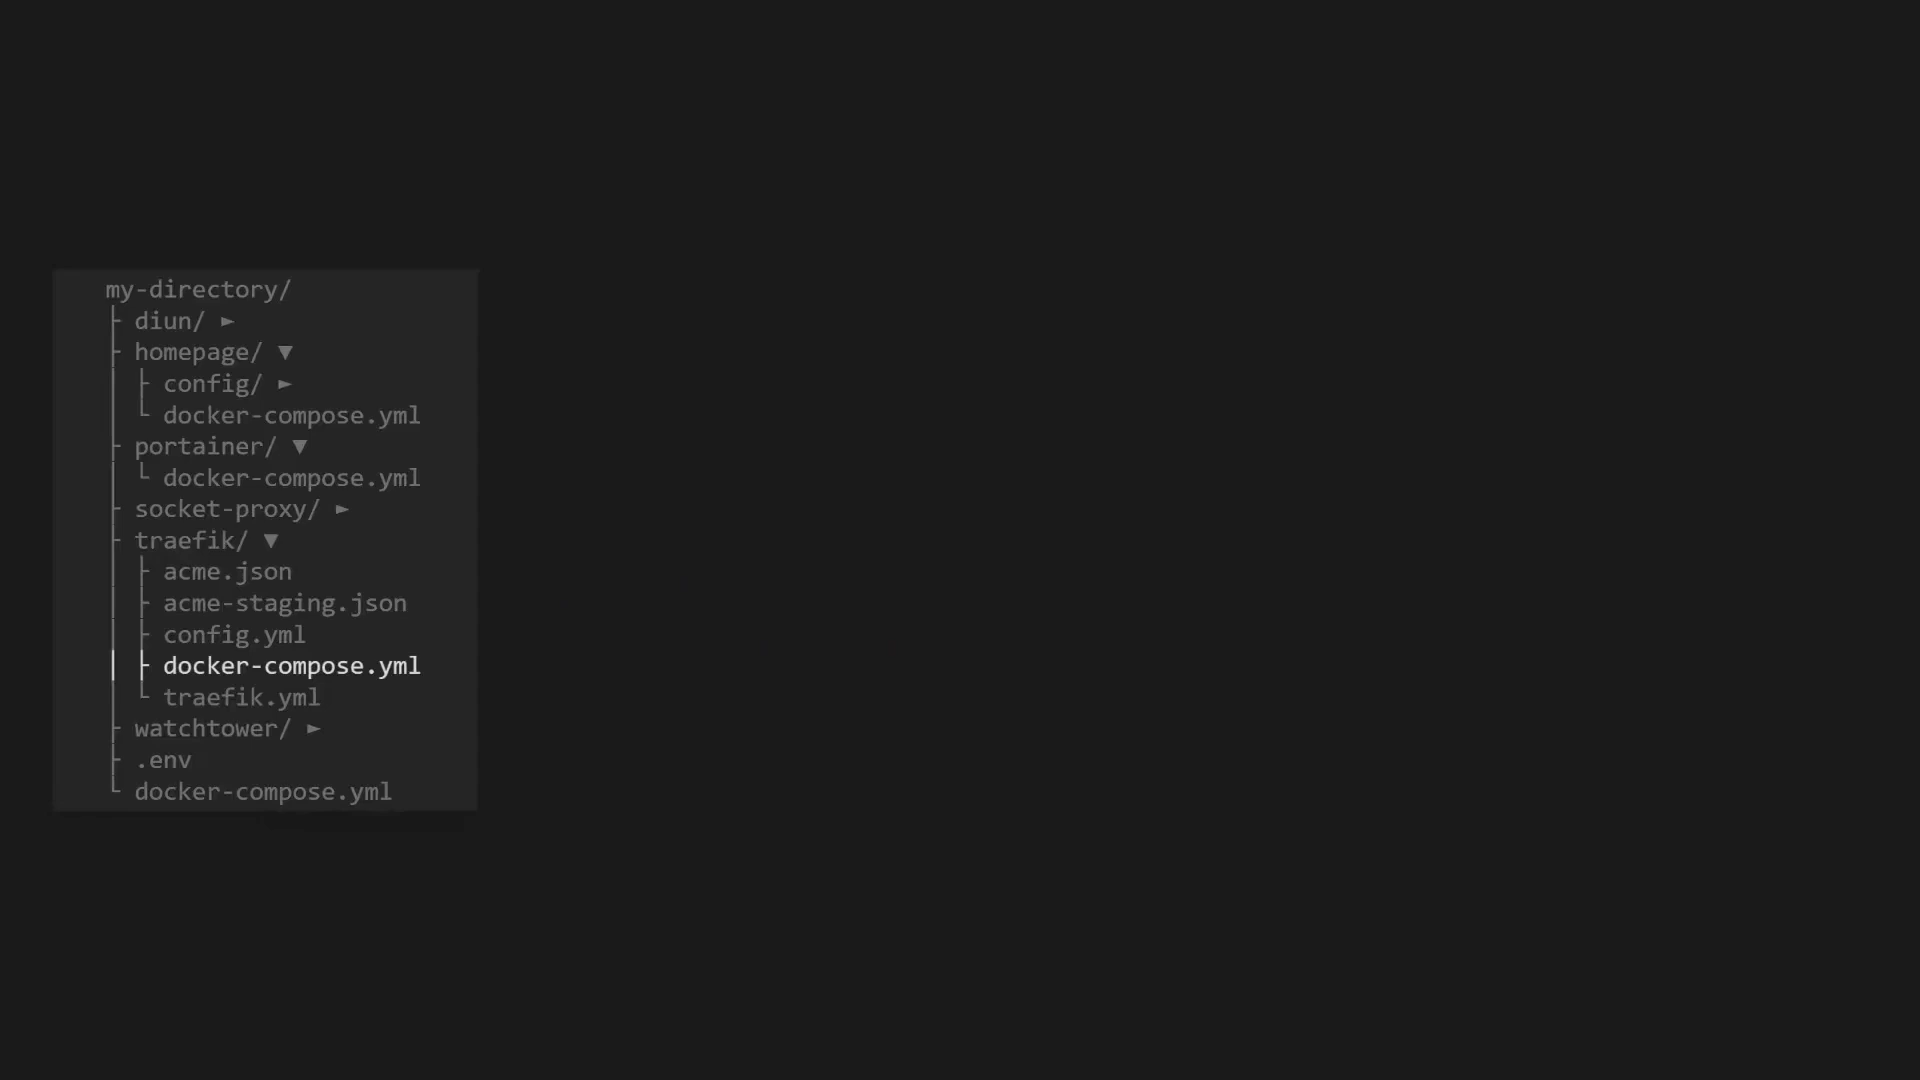 my-directory/
├ diun/ ►
├ homepage/ ▼
│ ├ config/ ►
│ └ docker-compose.yml
├ portainer/ ▼
│ └ docker-compose.yml
├ socket-proxy/ ►
├ traefik/ ▼
│ ├ acme.json
│ ├ acme-staging.json
│ ├ config.yml
│ ├ docker-compose.yml
│ └ traefik.yml
├ watchtower/ ►
├ .env
└ docker-compose.yml